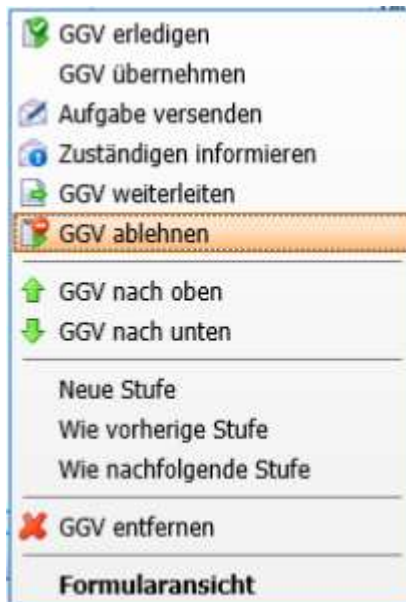 GGV erledigen
GGV übernehmen
Aufgabe versenden
Zuständigen informieren
GGV weiterleiten
GGV ablehnen
GGV nach oben
GGV nach unten
Neue Stufe
Wie vorherige Stufe
Wie nachfolgende Stufe
GGV entfernen
Formularansicht